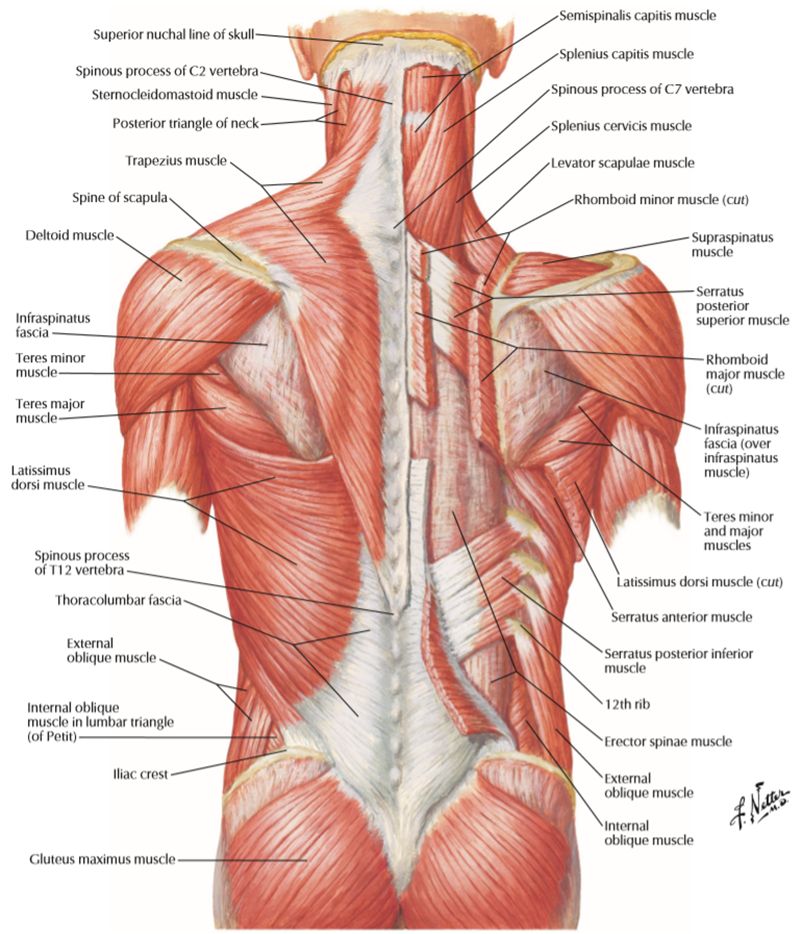 Superior nuchal line of skull
Spinous process of C2 vertebra
Sternocleidomastoid muscle
Posterior triangle of neck
Trapezius muscle
Spine of scapula
Deltoid muscle
Infraspinatus
fascia
Teres minor
muscle
Teres major
muscle
Latissimus
dorsi muscle
Spinous process
of T12 vertebra
Thoracolumbar fascia
External
oblique muscle
Internal oblique
muscle in lumbar triangle
(of Petit)
Iliac crest
Gluteus maximus muscle
Semispinalis capitis muscle
Splenius capitis muscle
Spinous process of C7 vertebra
Splenius cervicis muscle
Levator scapulae muscle
Rhomboid minor muscle (cut)
Supraspinatus
muscle
Serratus
posterior
superior muscle
Rhomboid
major muscle
(cut)
Infraspinatus
fascia (over
infraspinatus
muscle)
Teres minor
and major
muscles
Latissimus dorsi muscle (cut)
Serratus anterior muscle
Serratus posterior inferior
muscle
12th rib
Erector spinae muscle
External
oblique muscle
Internal
oblique muscle
F. Netter
M.D.